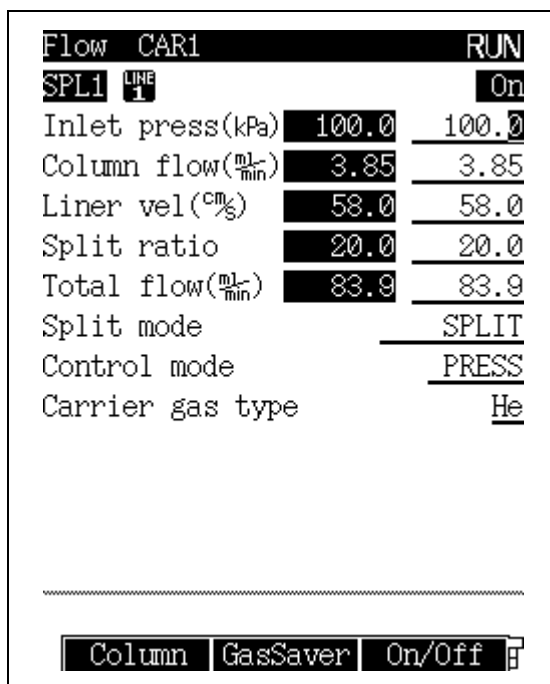 Flow CAR1 RUN
SPL1 LINE 1 On
Inlet press(kPa) 100.0 100.0
Column flow(ml/min) 3.85 3.85
Liner vel(cm/s) 58.0 58.0
Split ratio 20.0 20.0
Total flow(ml/min) 83.9 83.9
Split mode SPLIT
Control mode PRESS
Carrier gas type He
Column GasSaver On/Off